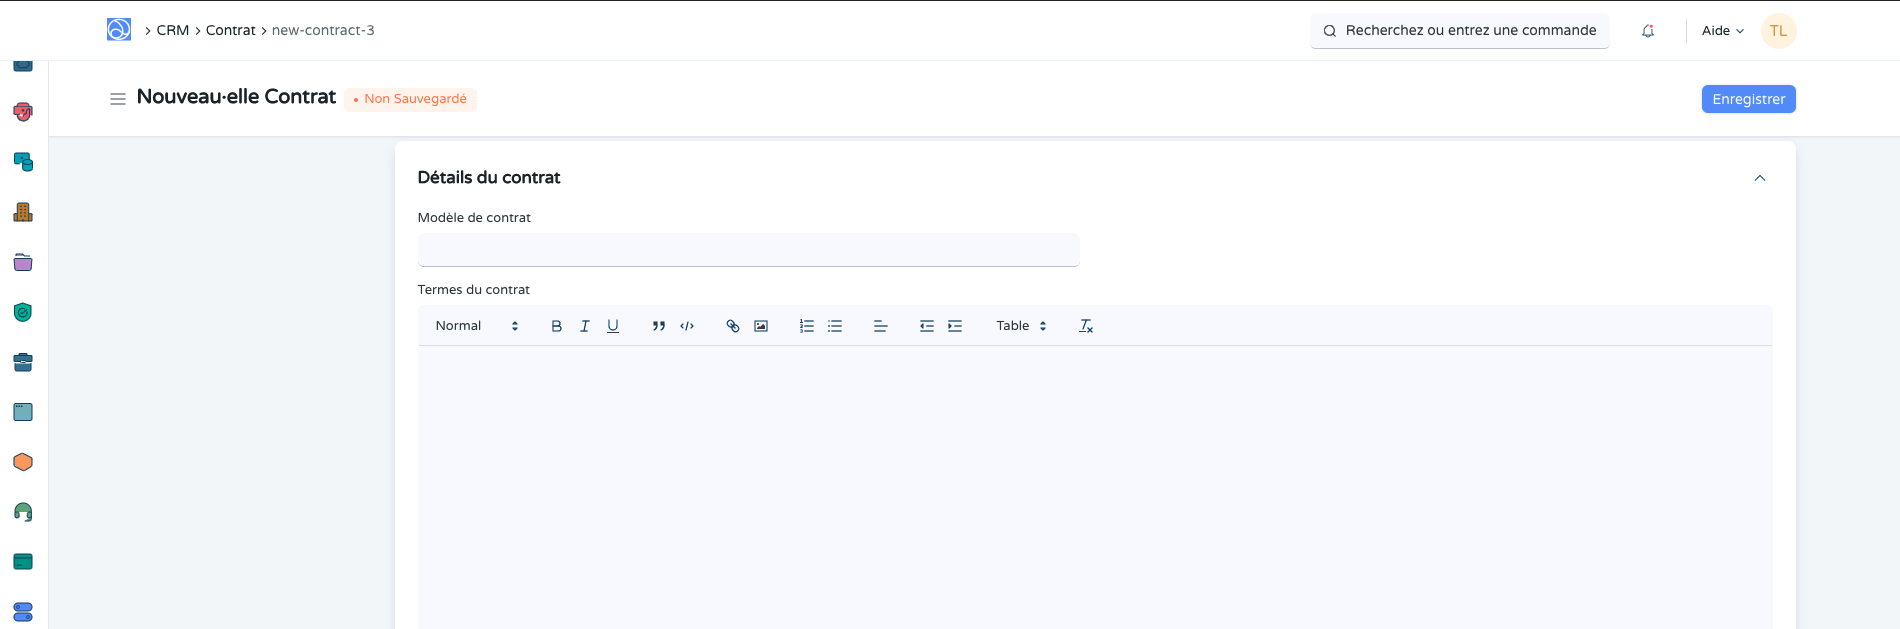 CRM Contrat new-contract-3
Recherchez ou entrez une commande
Aide
TL
Nouveau·elle Contrat
Non Sauvegardé
Enregistrer
Détails du contrat
Modèle de contrat
Termes du contrat
Normal
Table